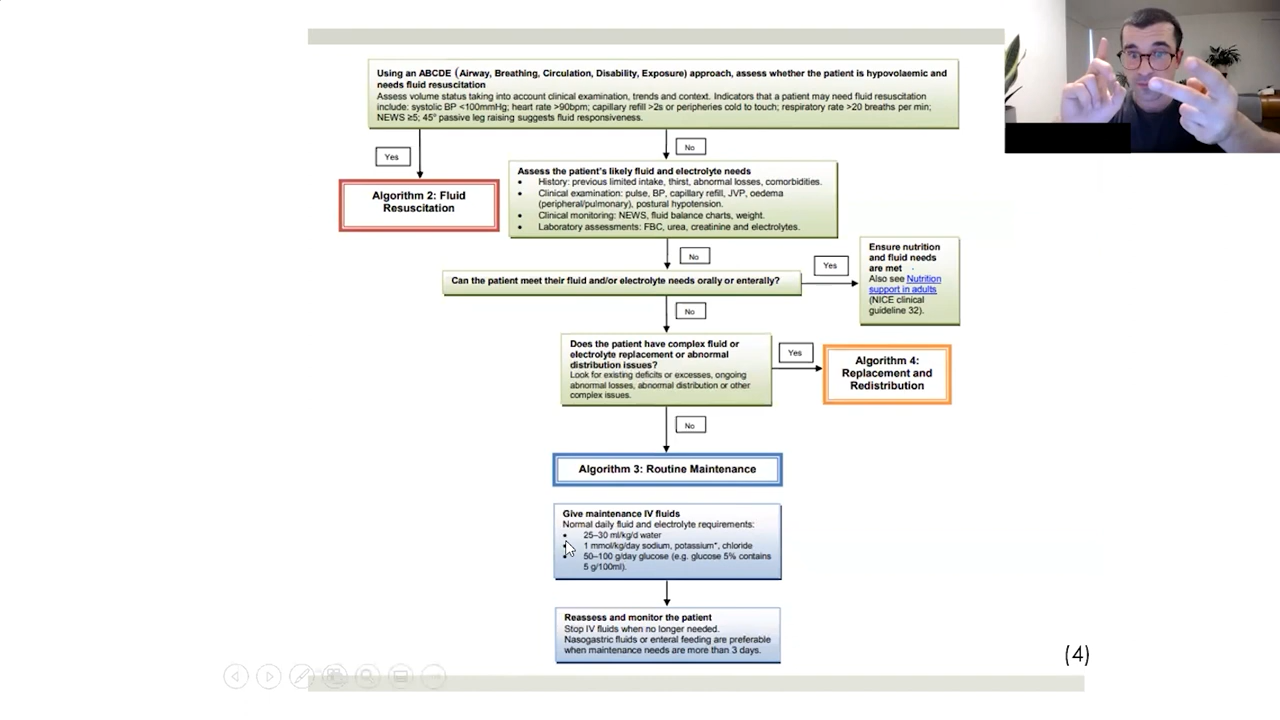 Using an ABCDE (Airway, Breathing, Circulation, Disability, Exposure) approach, assess whether the patient is hypovolaemic and
needs fluid resuscitation
Assess volume status taking into account clinical examination, trends and context. Indicators that a patient may need fluid resuscitation
include: systolic BP <100mmHg; heart rate >90bpm; capillary refill >2s or peripheries cold to touch; respiratory rate >20 breaths per min;
NEWS ≥5; 45º passive leg raising suggests fluid responsiveness.
Yes
No
Algorithm 2: Fluid
Resuscitation
Assess the patient's likely fluid and electrolyte needs
• History: previous limited intake, thirst, abnormal losses, comorbidities.
• Clinical examination: pulse, BP, capillary refill, JVP, oedema
(peripheral/pulmonary), postural hypotension.
• Clinical monitoring: NEWS, fluid balance charts, weight.
• Laboratory assessments: FBC, urea, creatinine and electrolytes.
No
Can the patient meet their fluid and/or electrolyte needs orally or enterally?
Yes
Ensure nutrition
and fluid needs
are met
Also see Nutrition
support in adults
(NICE clinical
guideline 32).
No
Does the patient have complex fluid or
electrolyte replacement or abnormal
distribution issues?
Look for existing deficits or excesses, ongoing
abnormal losses, abnormal distribution or other
complex issues.
Yes
Algorithm 4:
Replacement and
Redistribution
No
Algorithm 3: Routine Maintenance
Give maintenance IV fluids
Normal daily fluid and electrolyte requirements:
• 25–30 ml/kg/d water
• 1 mmol/kg/day sodium, potassium*, chloride
• 50–100 g/day glucose (e.g. glucose 5% contains
5 g/100ml).
Reassess and monitor the patient
Stop IV fluids when no longer needed.
Nasogastric fluids or enteral feeding are preferable
when maintenance needs are more than 3 days.
(4)